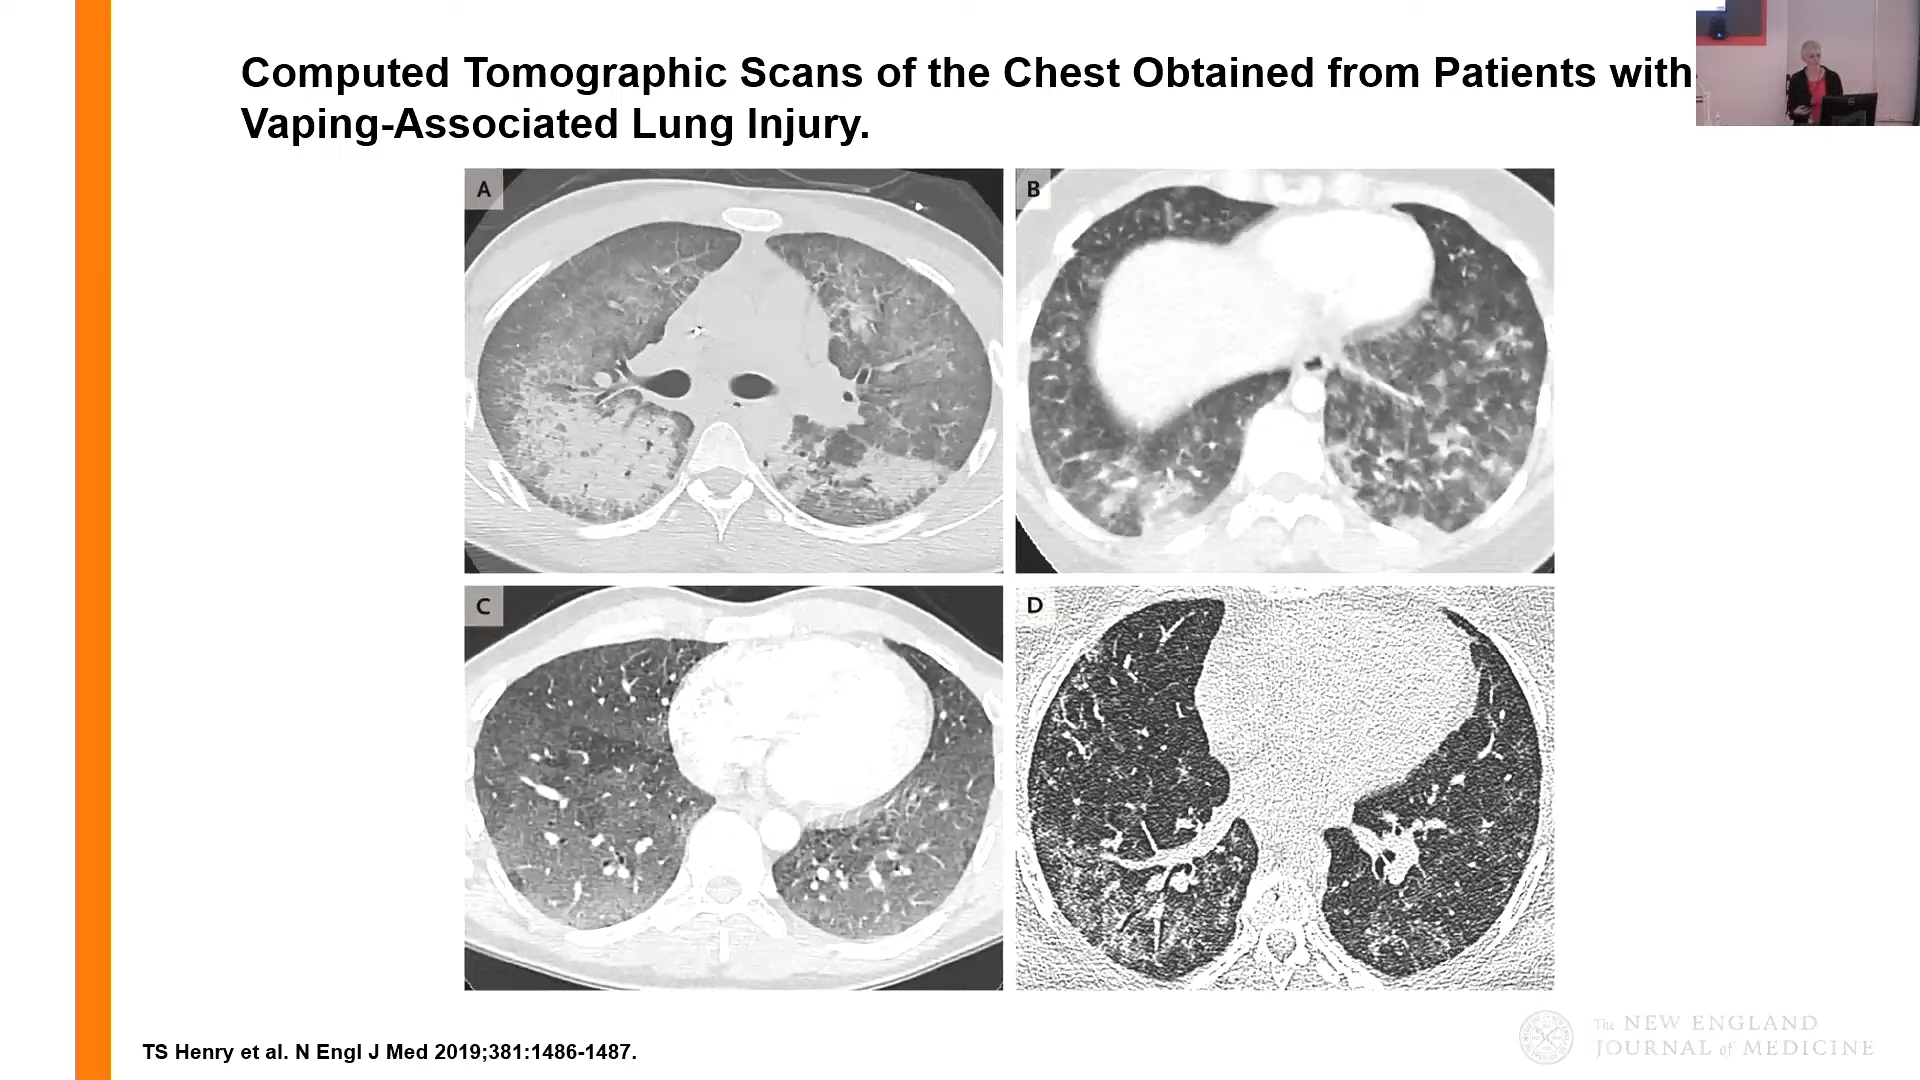 Computed Tomographic Scans of the Chest Obtained from Patients with
Vaping-Associated Lung Injury.
A
B
C
D
TS Henry et al. N Engl J Med 2019;381:1486-1487.
The NEW ENGLAND
JOURNAL of MEDICINE